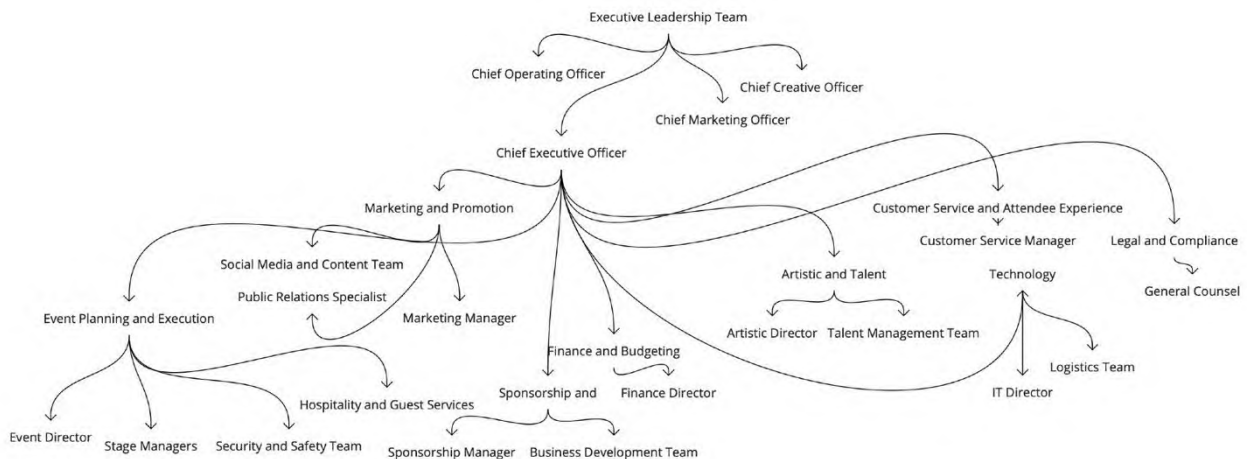 Executive Leadership Team
Chief Operating Officer
Chief Creative Officer
Chief Marketing Officer
Chief Executive Officer
Marketing and Promotion
Customer Service and Attendee Experience
Customer Service Manager
Legal and Compliance
Social Media and Content Team
Artistic and Talent
Technology
General Counsel
Public Relations Specialist
Event Planning and Execution
Marketing Manager
Artistic Director
Talent Management Team
Finance and Budgeting
Logistics Team
Hospitality and Guest Services
Sponsorship and
Finance Director
IT Director
Event Director
Stage Managers
Security and Safety Team
Sponsorship Manager
Business Development Team